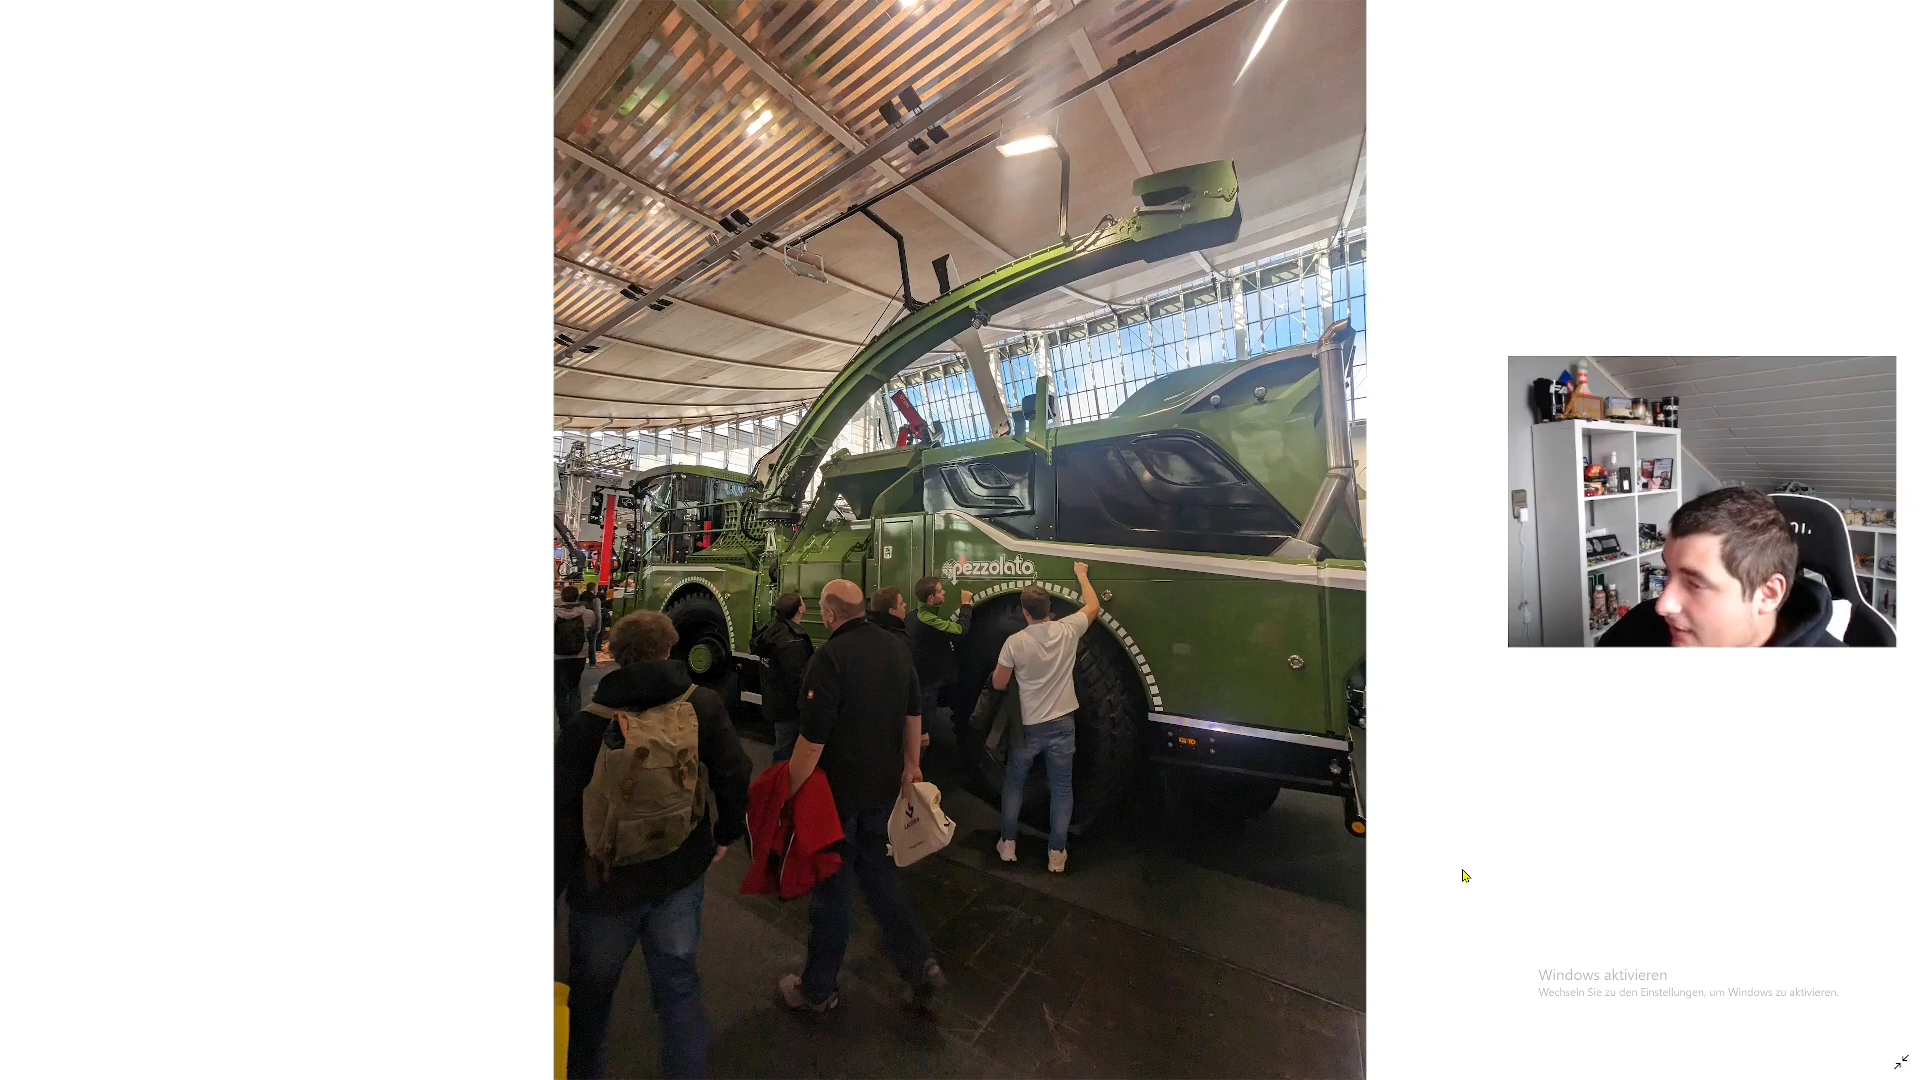 pezzolato
Windows aktivieren
Wechseln Sie zu den Einstellungen, um Windows zu aktivieren.